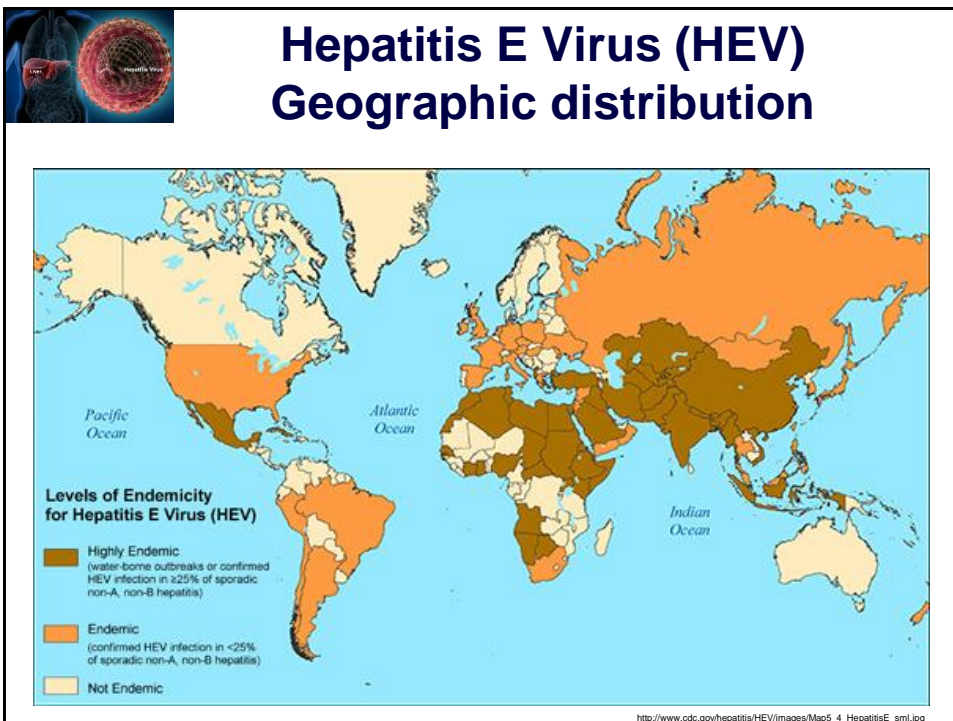 Hepatitis E Virus (HEV)
Geographic distribution
Liver
Hepatitis Virus
Pacific
Ocean
Atlantic
Ocean
Indian
Ocean
Levels of Endemicity
for Hepatitis E Virus (HEV)
Highly Endemic
(water-borne outbreaks or confirmed
HEV infection in ≥25% of sporadic
non-A, non-B hepatitis)
Endemic
(confirmed HEV infection in <25%
of sporadic non-A, non-B hepatitis)
Not Endemic
http://www.cdc.gov/hepatitis/HEV/images/Map5_4_HepatitisE_sml.jpg